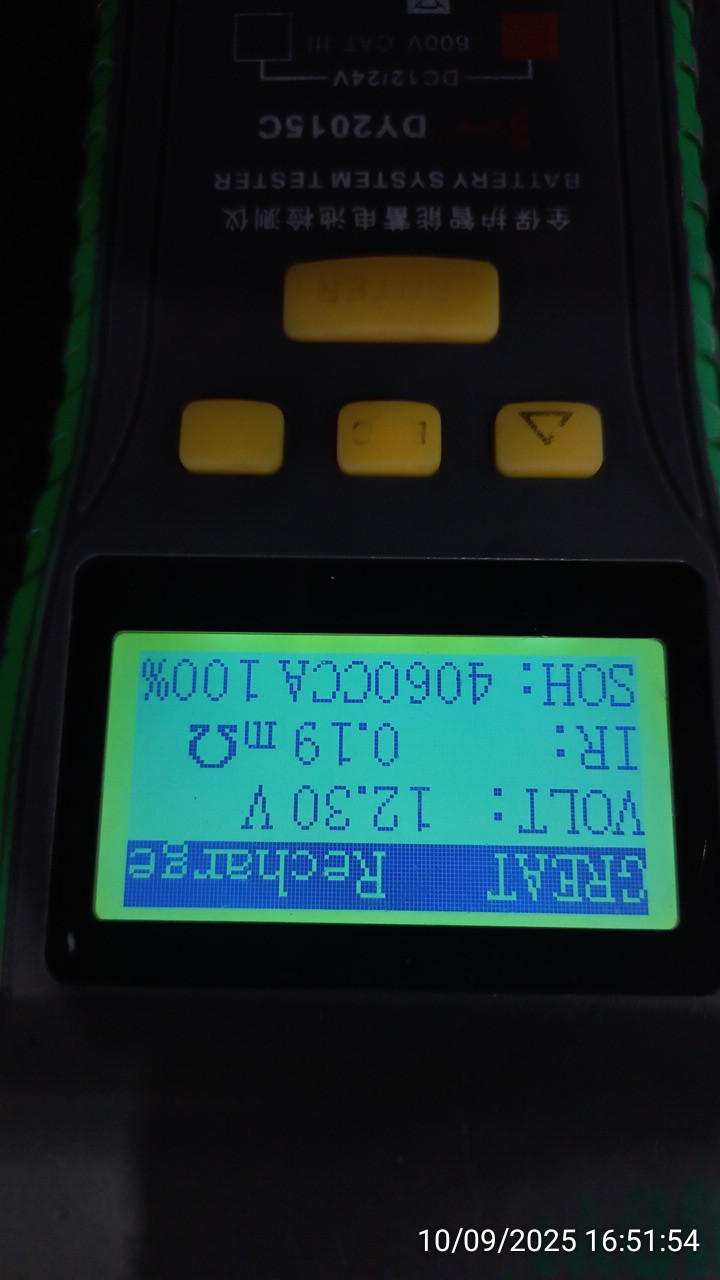 GREAT Recharge
VOLT: 12.30 V
IR: 0.19 mΩ
SOH: 4060CCA 100%
全保护智能蓄电池检测仪
BATTERY SYSTEM TESTER
DY2015C
DC12/24V
600V CAT III
10/09/2025 16:51:54